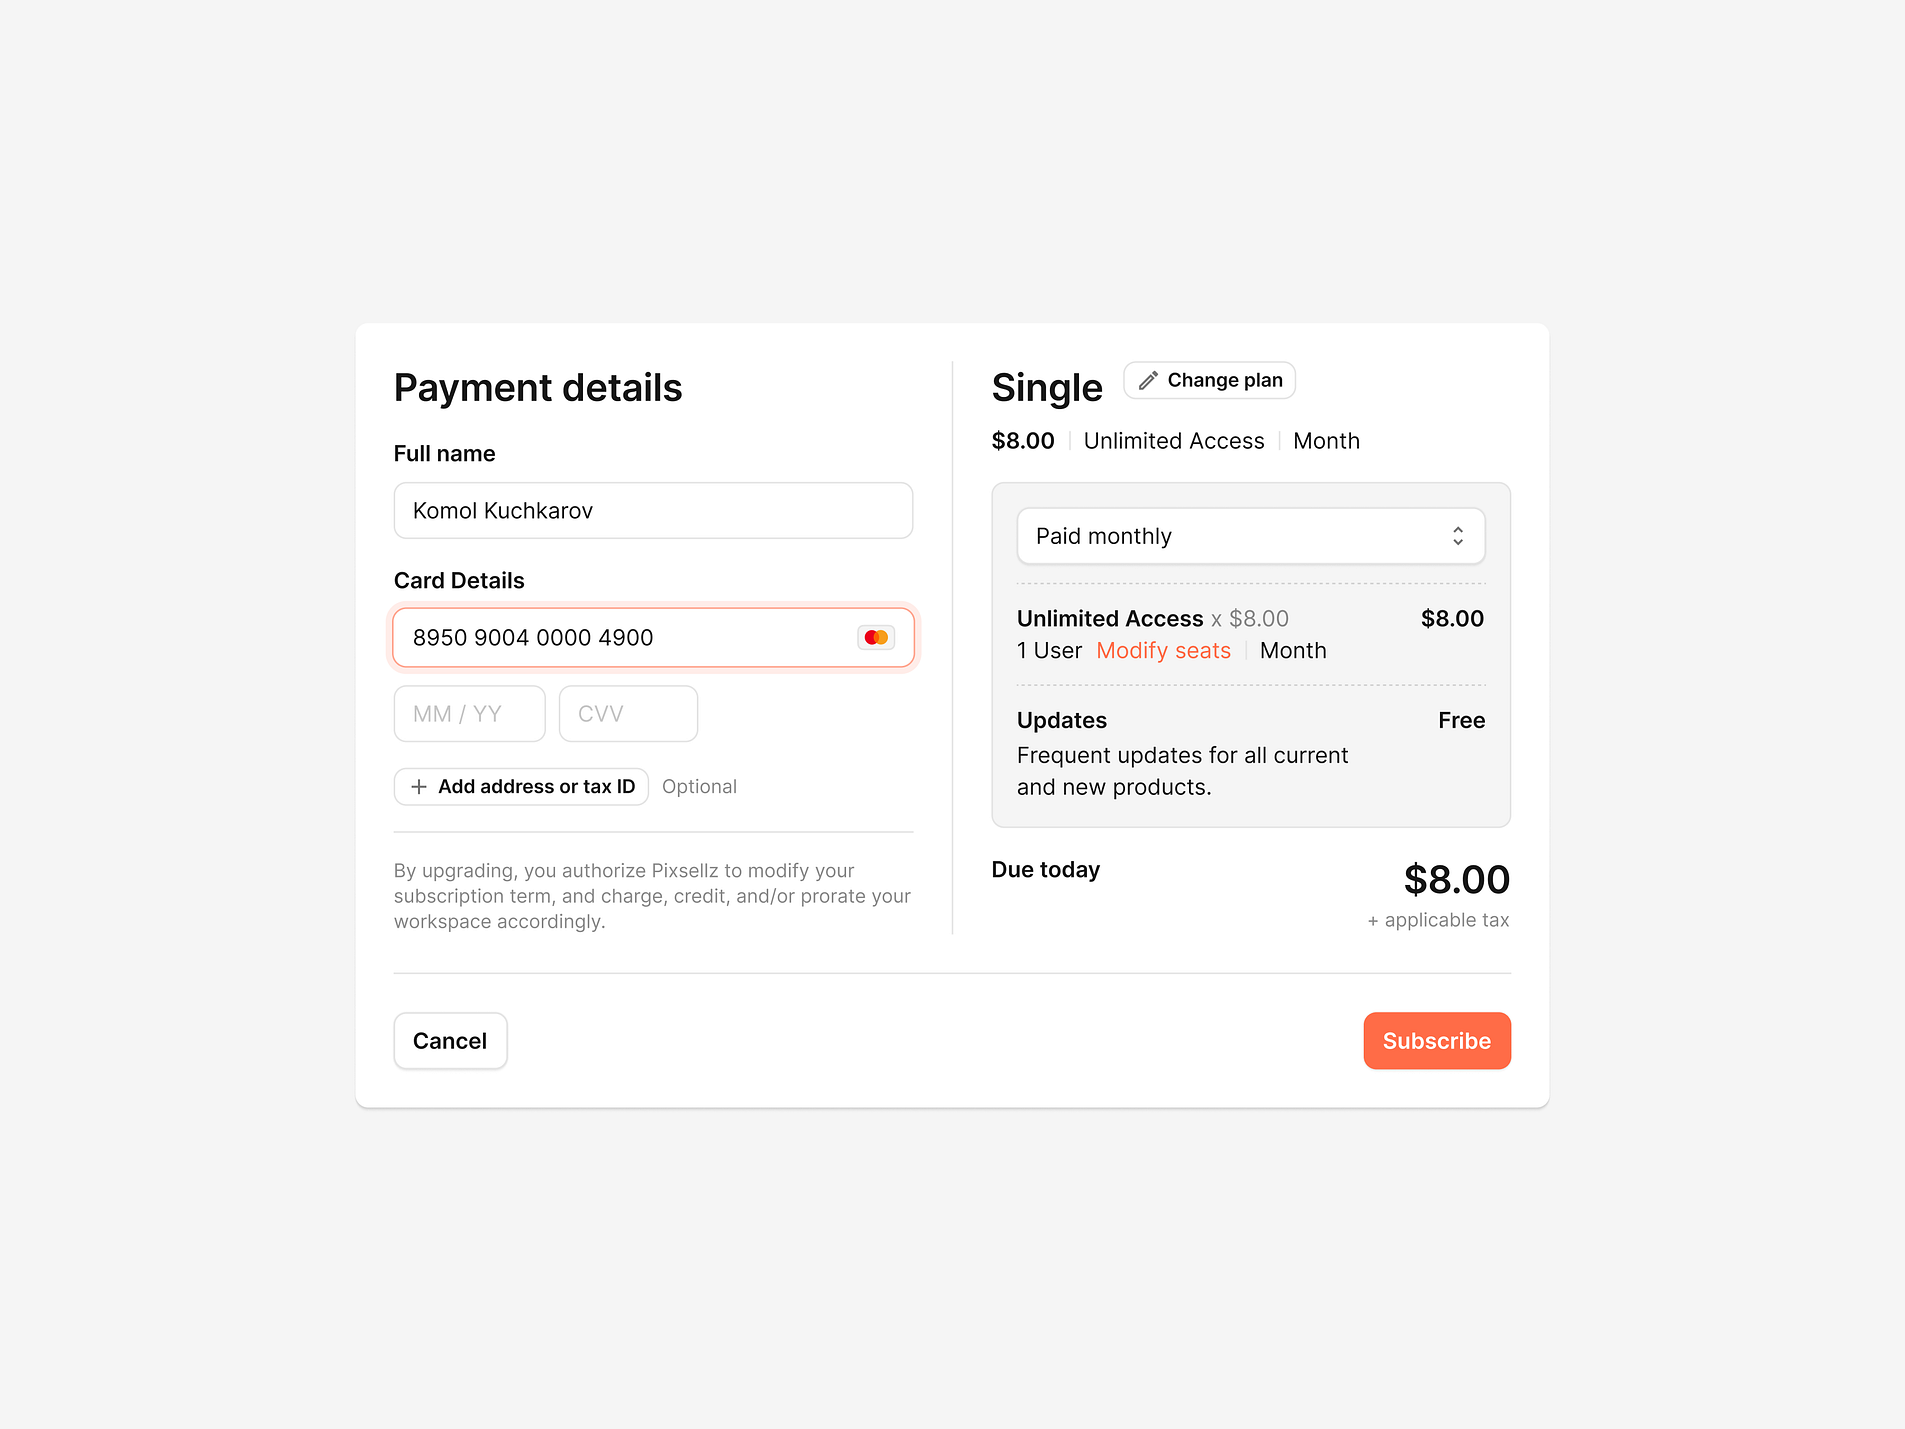 Payment details
Full name
Komol Kuchkarov
Card Details
8950 9004 0000 4900
MM / YY
CVV
+ Add address or tax ID Optional
By upgrading, you authorize Pixsellz to modify your
subscription term, and charge, credit, and/or prorate your
workspace accordingly.
Single
Change plan
$8.00 | Unlimited Access | Month
Paid monthly
Unlimited Access x $8.00 $8.00
1 User Modify seats | Month
Updates Free
Frequent updates for all current
and new products.
Due today $8.00
+ applicable tax
Cancel
Subscribe